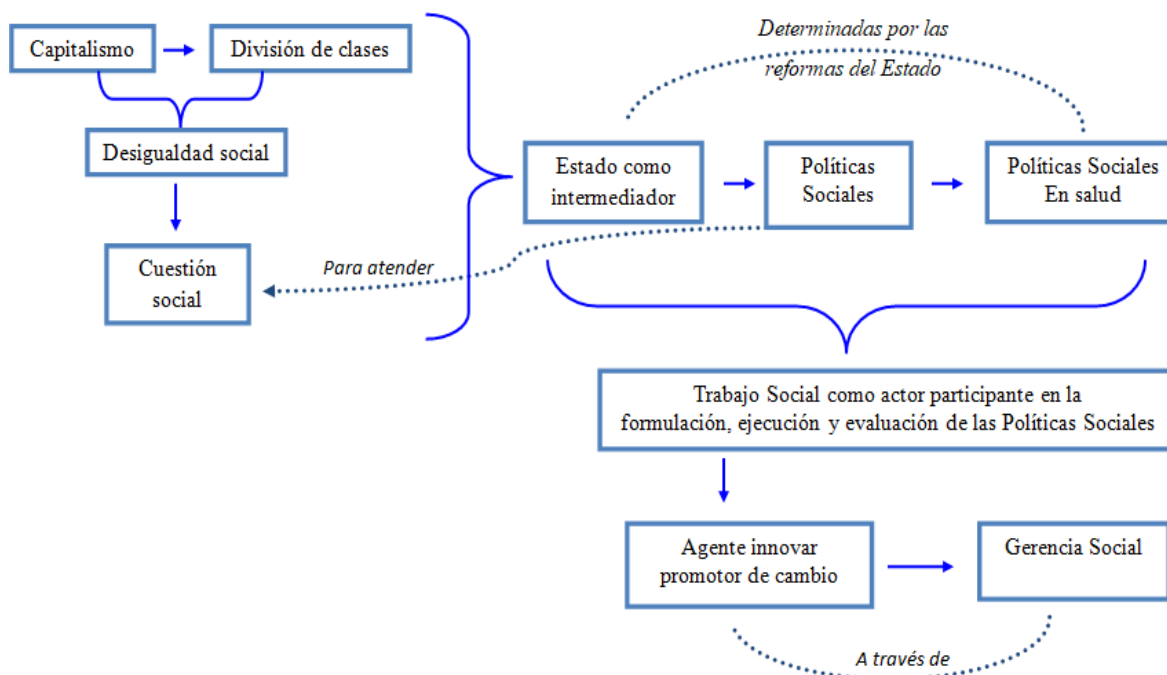 Capitalismo
División de clases
Desigualdad social
Cuestión
social
Determinadas por las
reformas del Estado
Estado como
intermediador
Políticas
Sociales
Políticas Sociales
En salud
Para atender
Trabajo Social como actor participante en la
formulación, ejecución y evaluación de las Políticas Sociales
Agente innovar
promotor de cambio
Gerencia Social
A través de